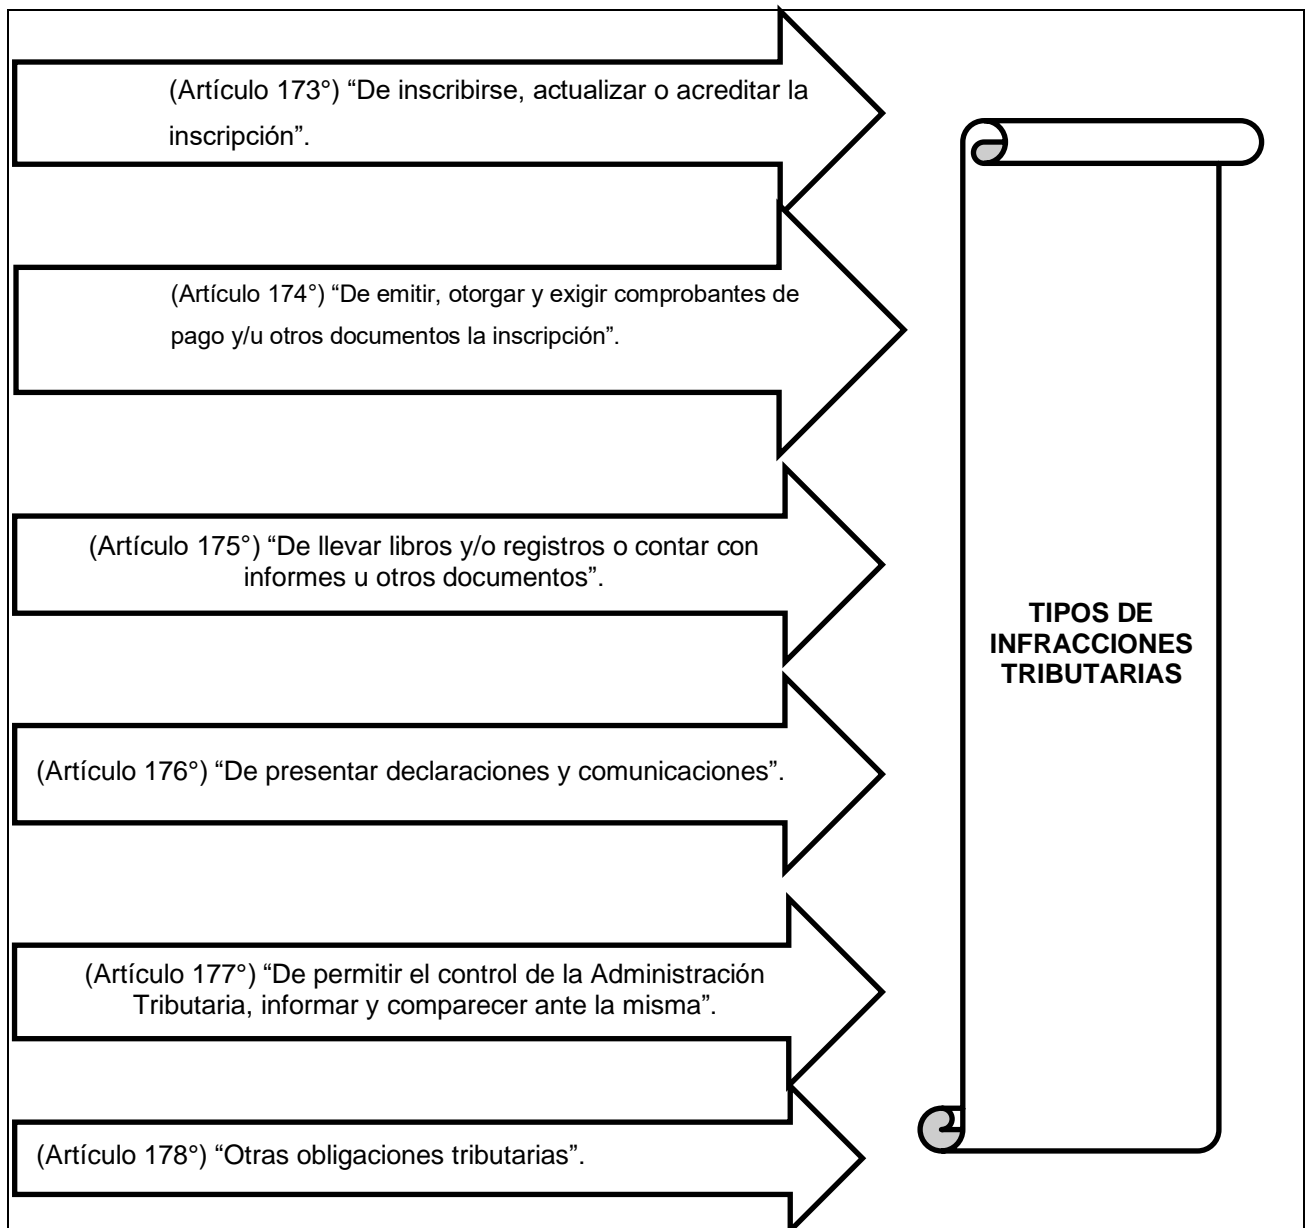 (Artículo 173°) “De inscribirse, actualizar o acreditar la
inscripción”.
(Artículo 174°) “De emitir, otorgar y exigir comprobantes de
pago y/u otros documentos la inscripción”.
(Artículo 175°) “De llevar libros y/o registros o contar con
informes u otros documentos”.
(Artículo 176°) “De presentar declaraciones y comunicaciones”.
(Artículo 177°) “De permitir el control de la Administración
Tributaria, informar y comparecer ante la misma”.
(Artículo 178°) “Otras obligaciones tributarias”.
TIPOS DE
INFRACCIONES
TRIBUTARIAS